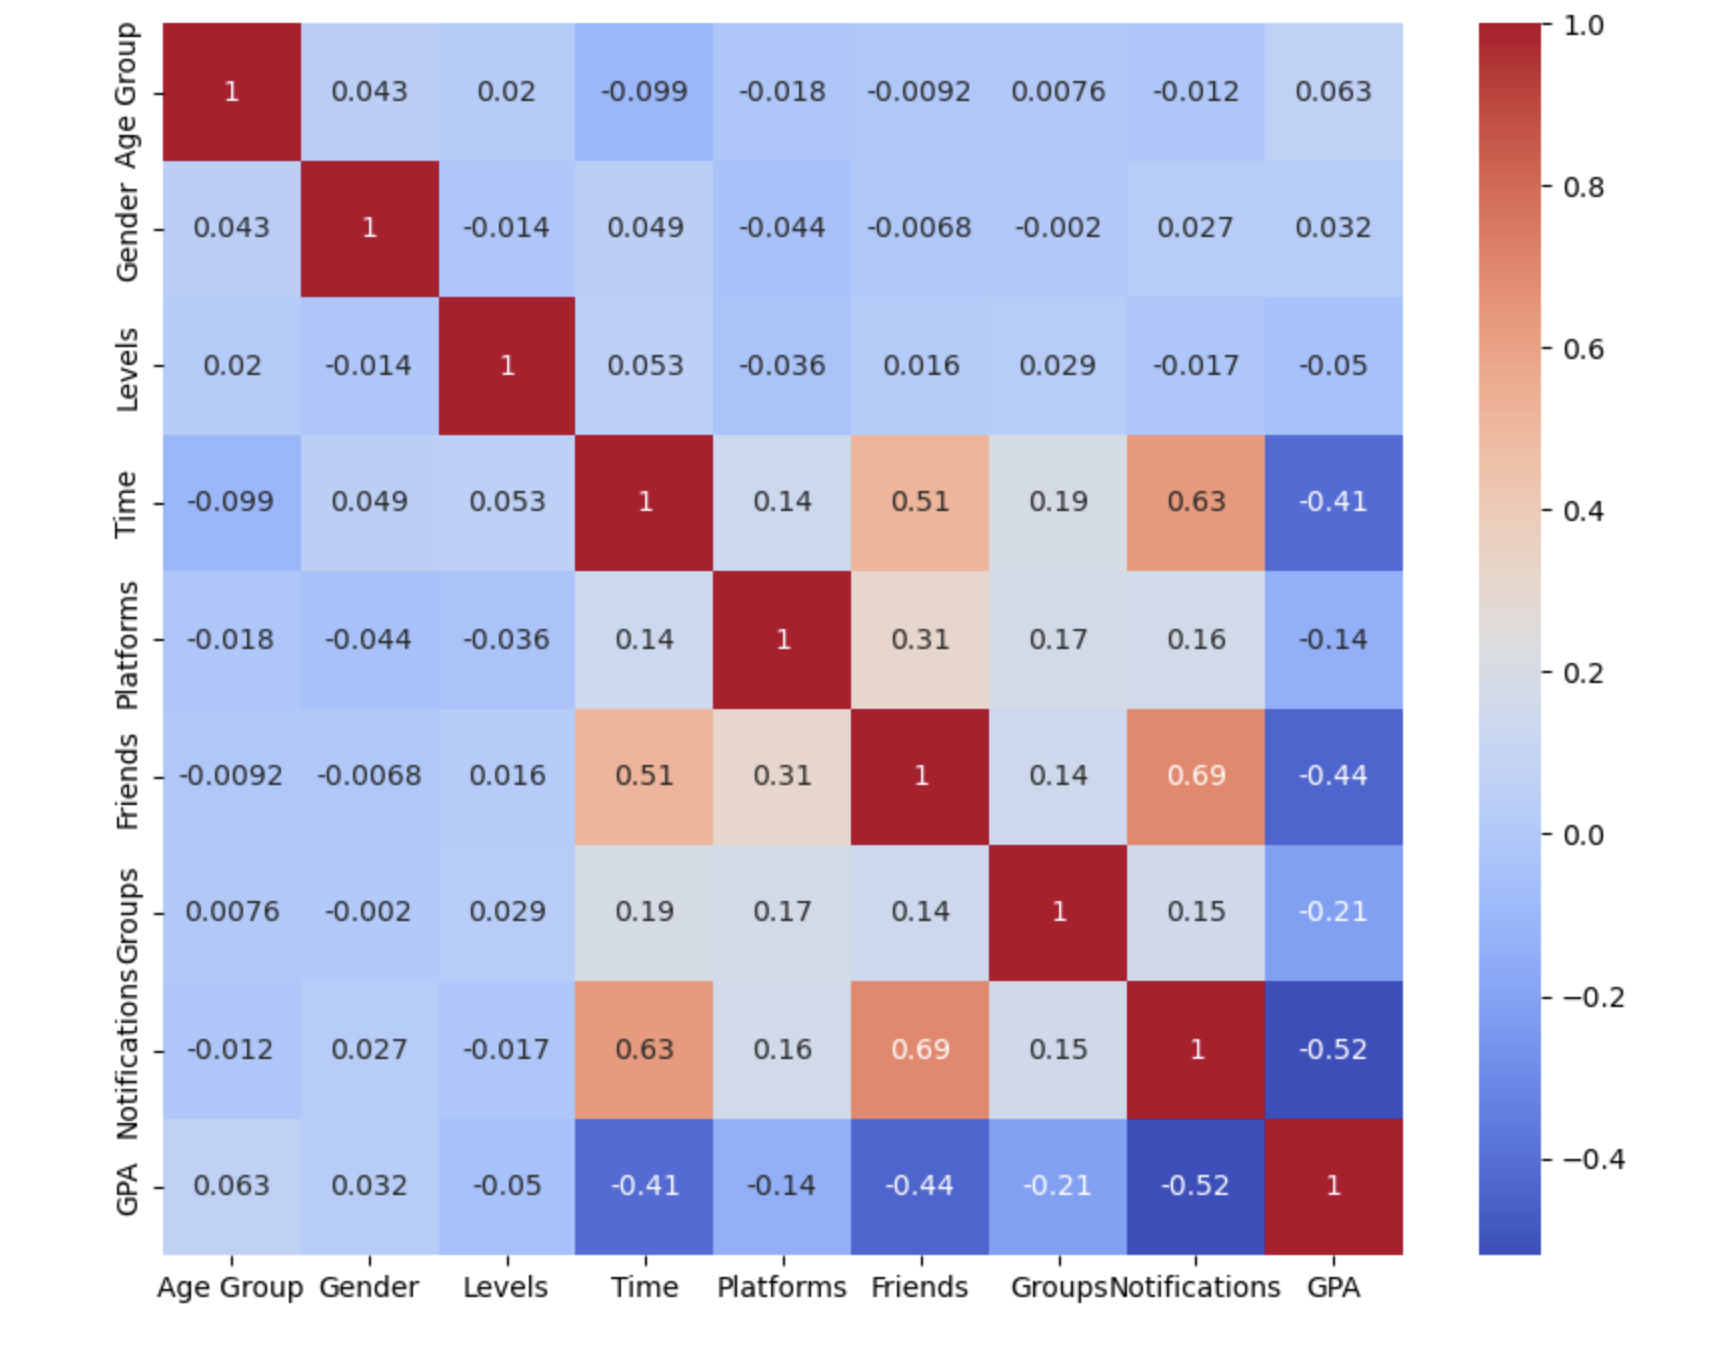 Age Group 1 0.043 0.02 -0.099 -0.018 -0.0092 0.0076 -0.012 0.063
Gender 0.043 1 -0.014 0.049 -0.044 -0.0068 -0.002 0.027 0.032
Levels 0.02 -0.014 1 0.053 -0.036 0.016 0.029 -0.017 -0.05
Time -0.099 0.049 0.053 1 0.14 0.51 0.19 0.63 -0.41
Platforms -0.018 -0.044 -0.036 0.14 1 0.31 0.17 0.16 -0.14
Friends -0.0092 -0.0068 0.016 0.51 0.31 1 0.14 0.69 -0.44
Groups 0.0076 -0.002 0.029 0.19 0.17 0.14 1 0.15 -0.21
Notifications -0.012 0.027 -0.017 0.63 0.16 0.69 0.15 1 -0.52
GPA 0.063 0.032 -0.05 -0.41 -0.14 -0.44 -0.21 -0.52 1
Age Group Gender Levels Time Platforms Friends Groups Notifications GPA
1.0
0.8
0.6
0.4
0.2
0.0
−0.2
−0.4